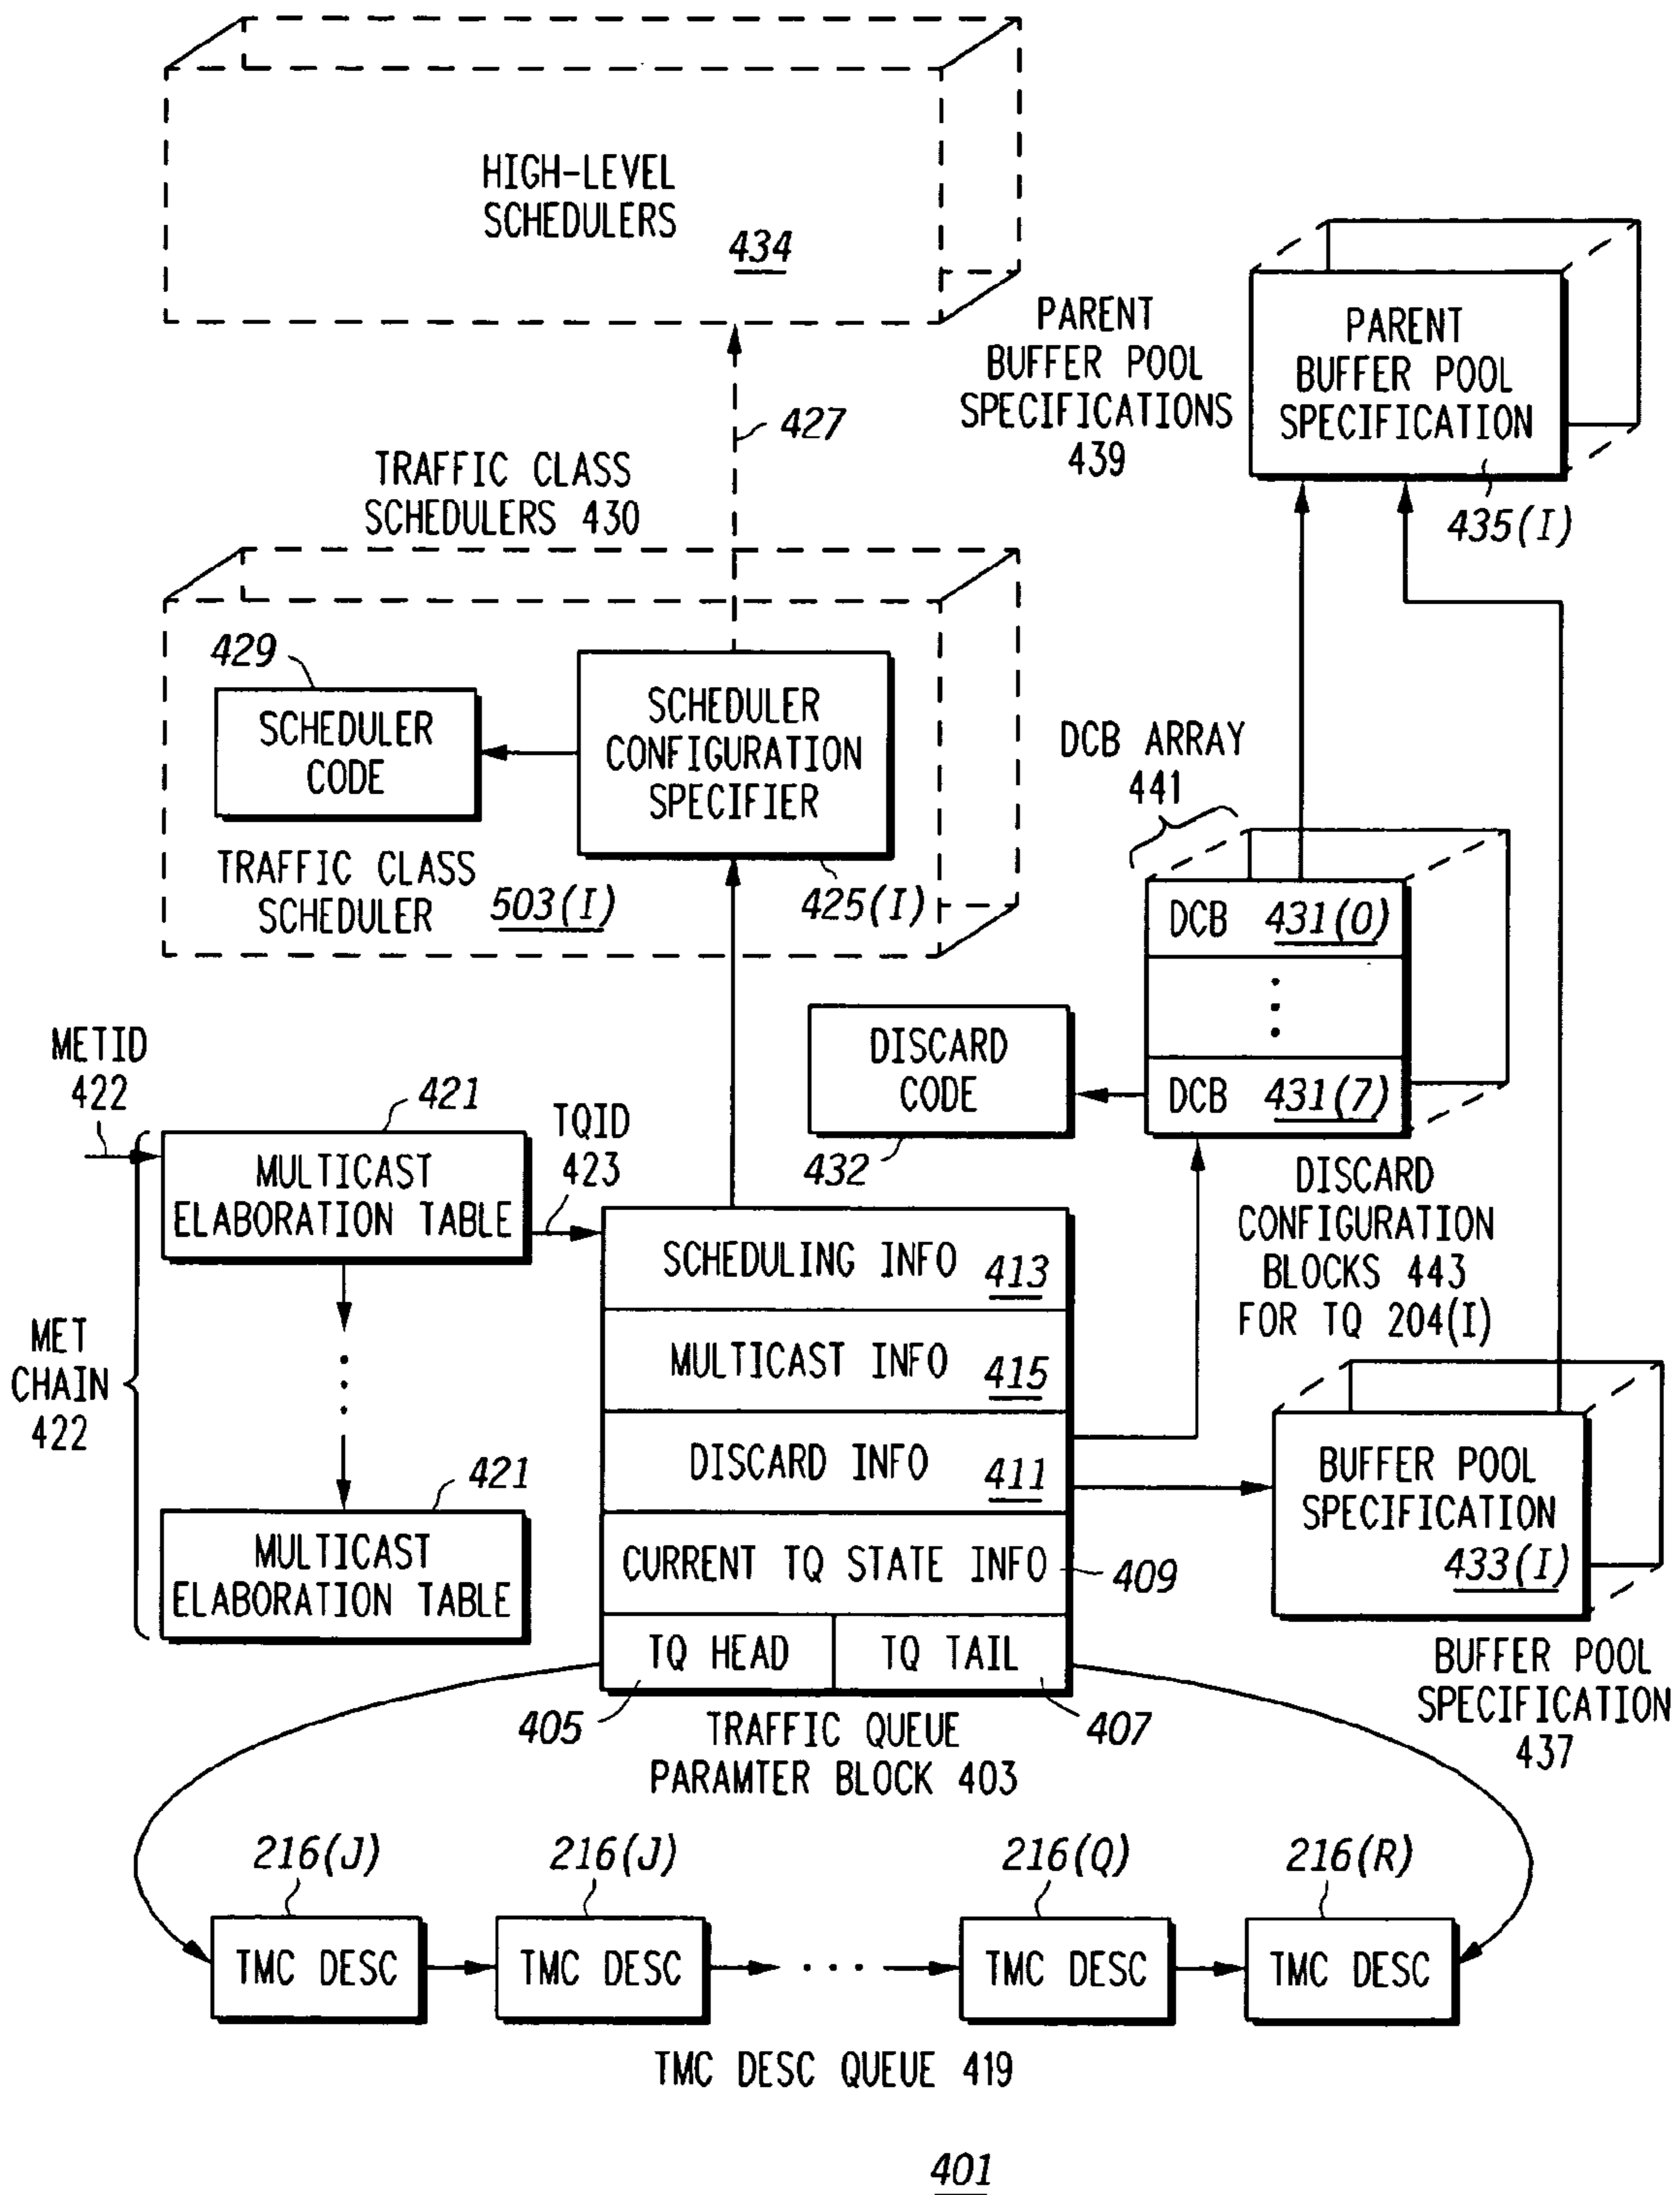 HIGH-LEVEL
SCHEDULERS
434
PARENT
BUFFER POOL
SPECIFICATIONS
439
PARENT
BUFFER POOL
SPECIFICATION
435(I)
427
TRAFFIC CLASS
SCHEDULERS 430
429
SCHEDULER
CODE
SCHEDULER
CONFIGURATION
SPECIFIER
TRAFFIC CLASS
SCHEDULER
503(I)
425(I)
DCB ARRAY
441
DCB 431(0)
DCB 431(7)
DISCARD
CODE
432
DISCARD
CONFIGURATION
BLOCKS 443
FOR TQ 204(I)
METID
422
421
MULTICAST
ELABORATION TABLE
TQID
423
MET
CHAIN
422
421
MULTICAST
ELABORATION TABLE
SCHEDULING INFO 413
MULTICAST INFO 415
DISCARD INFO 411
CURRENT TQ STATE INFO
409
TQ HEAD
TQ TAIL
405
407
TRAFFIC QUEUE
PARAMTER BLOCK 403
BUFFER POOL
SPECIFICATION
433(I)
BUFFER POOL
SPECIFICATION
437
216(J)
216(J)
216(Q)
216(R)
TMC DESC
TMC DESC
TMC DESC
TMC DESC
TMC DESC QUEUE 419
401